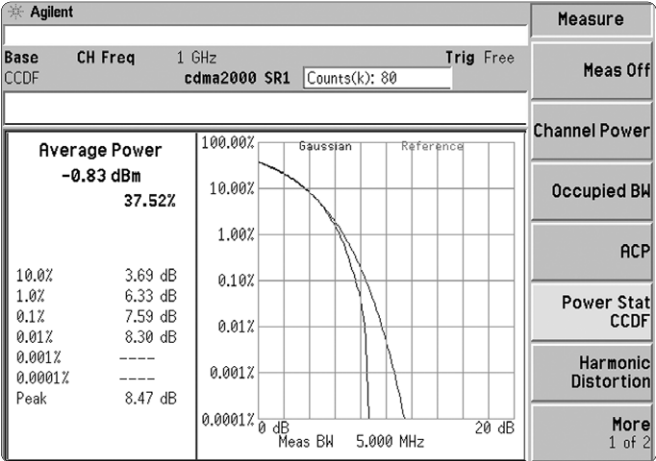 Agilent
Measure
Base CH Freq 1 GHz Trig Free
CCDF cdma2000 SR1 Counts(k): 80
Meas Off
Channel Power
Occupied BW
ACP
Power Stat
CCDF
Harmonic
Distortion
More
1 of 2
Average Power
-0.83 dBm
37.52%
10.0% 3.69 dB
1.0% 6.33 dB
0.1% 7.59 dB
0.01% 8.30 dB
0.001% ----
0.0001% ----
Peak 8.47 dB
Gaussian Reference
100.00%
10.00%
1.00%
0.10%
0.01%
0.001%
0.0001%
0 dB 20 dB
Meas BW 5.000 MHz